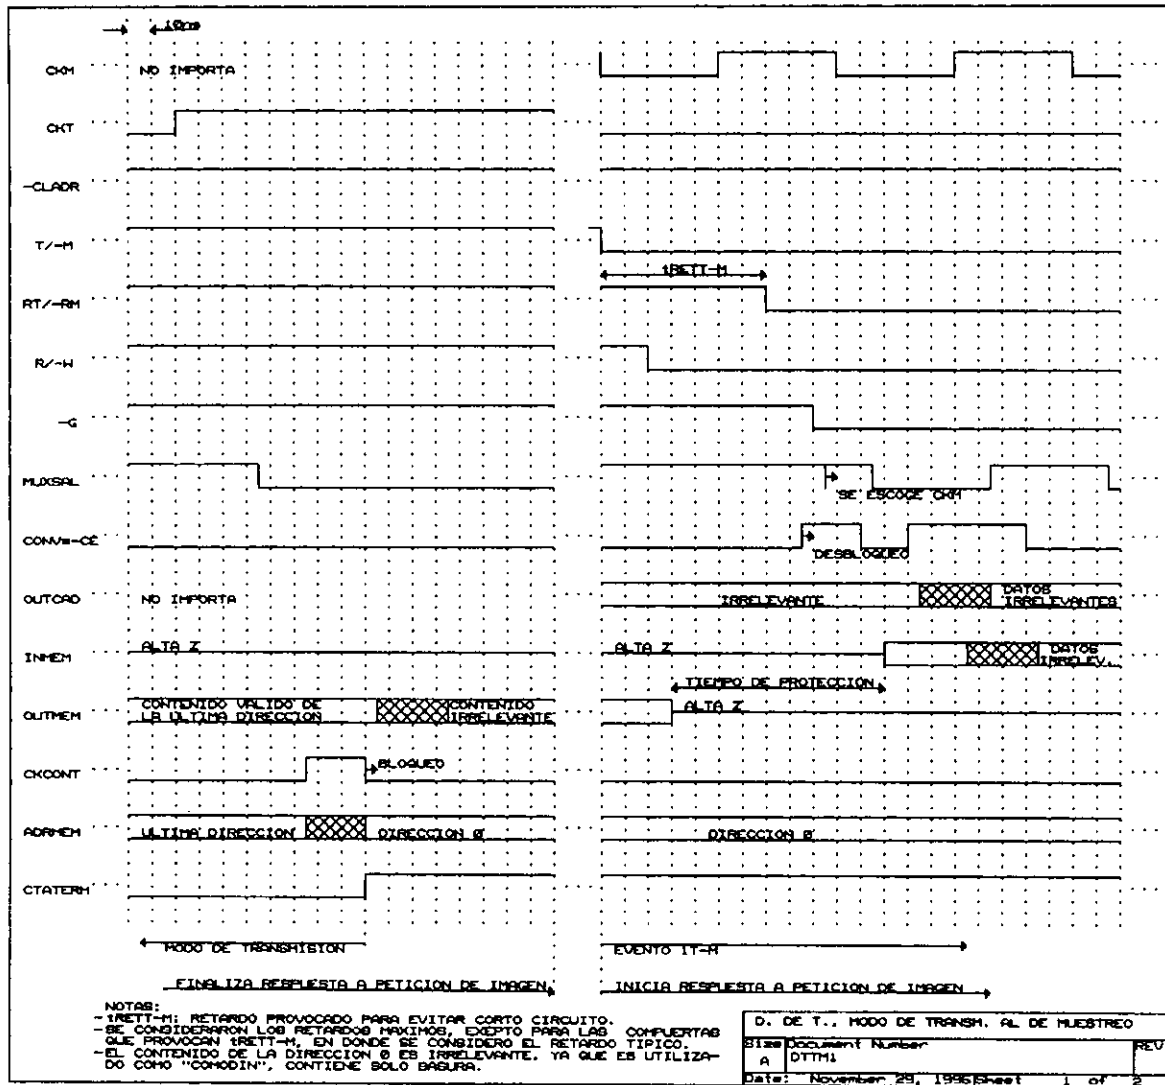 10ns
CKM
NO IMPORTA
CKT
-CLADR
T/-M
tRETT-M
RT/-RM
R/-W
-G
MUXSAL
SE ESCOGE CKM
CONV=-CE
DESBLOQUEO
OUTCAD
NO IMPORTA
IRRELEVANTE
DATOS
IRRELEVANTES
INMEM
ALTA Z
ALTA Z
DATOS
IRRELEV.
TIEMPO DE PROTECCION
OUTMEM
CONTENIDO VALIDO DE
LA ULTIMA DIRECCION
CONTENIDO
IRRELEVANTE
ALTA Z
CKCONT
BLOQUEO
ADRMEM
ULTIMA DIRECCION
DIRECCION 0
DIRECCION 0
CTATERM
MODO DE TRANSMISION
EVENTO IT-M
FINALIZA RESPUESTA A PETICION DE IMAGEN
INICIA RESPUESTA A PETICION DE IMAGEN
NOTAS:
-tRETT-M: RETARDO PROVOCADO PARA EVITAR CORTO CIRCUITO.
-SE CONSIDERARON LOS RETARDOS MAXIMOS, EXEPTO PARA LAS COMPUERTAS
QUE PROVOCAN tRETT-M, EN DONDE SE CONSIDERO EL RETARDO TIPICO.
-EL CONTENIDO DE LA DIRECCION 0 ES IRRELEVANTE, YA QUE ES UTILIZA-
DO COMO "COMODIN", CONTIENE SOLO BASURA.
D. DE T., MODO DE TRANSM. AL DE MUESTREO
Size Document Number REV
A DTTM1
Date: November 29, 1996 Sheet 1 of 2